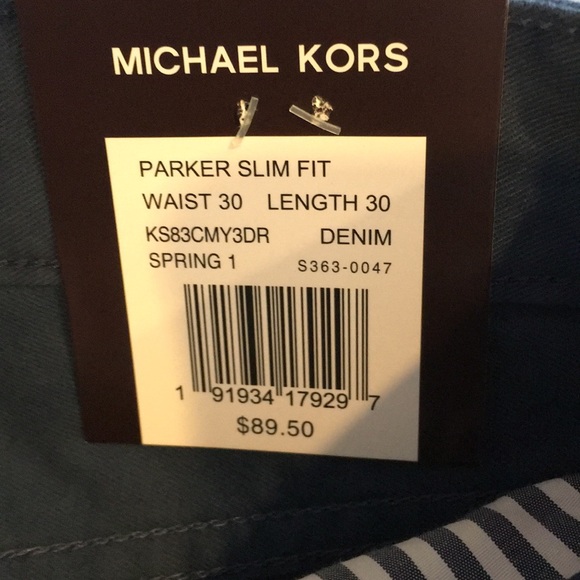 MICHAEL KORS
PARKER SLIM FIT
WAIST 30 LENGTH 30
KS83CMY3DR DENIM
SPRING 1 S363-0047
1 91934 17929 7
$89.50